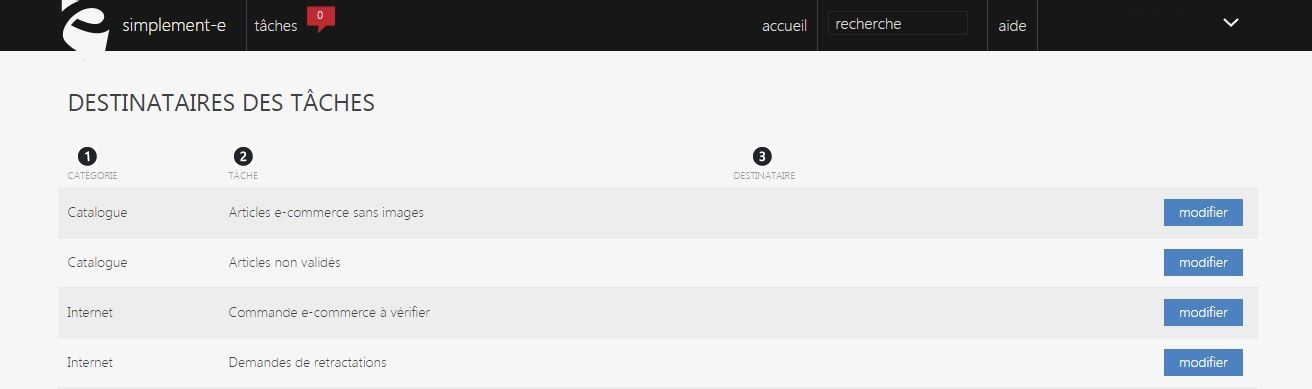 simplement-e tâches 0 accueil recherche aide
DESTINATAIRES DES TÂCHES
1 2 3
CATEGORIE TÂCHE DESTINATAIRE
Catalogue Articles e-commerce sans images modifier
Catalogue Articles non validés modifier
Internet Commande e-commerce à vérifier modifier
Internet Demandes de retractations modifier